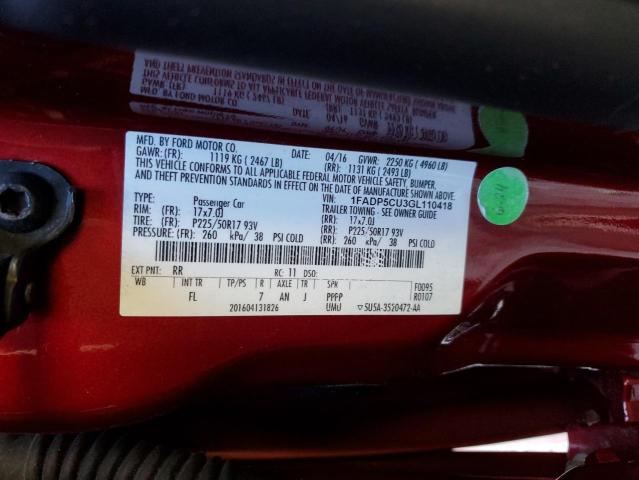 MFD. BY FORD MOTOR CO.
DATE: 04/16 GVWR: 2250 KG ( 4960 LB)
GAWR: (FR): 1119 KG ( 2467 LB) (RR): 1131 KG ( 2493 LB)
THIS VEHICLE CONFORMS TO ALL APPLICABLE FEDERAL MOTOR VEHICLE SAFETY, BUMPER,
AND THEFT PREVENTION STANDARDS IN EFFECT ON THE DATE OF MANUFACTURE SHOWN ABOVE.
VIN: 1FADP5CU3GL110418
TYPE: Passenger Car TRAILER TOWING - SEE OWNER GUIDE
RIM: (FR): 17x7.0J (RR): 17x7.0J
TIRE: (FR): P225/50R17 93V (RR): P225/50R17 93V
PRESSURE: (FR): 260 kPa/ 38 PSI COLD (RR): 260 kPa/ 38 PSI COLD
EXT PNT: RR RC: 11 DSO:
WB INT TR TP/PS R AXLE TR SPR F0095
FL 7 AN J PPPP R0107
201604131826 UMU ▽5U5A-3520472-AA